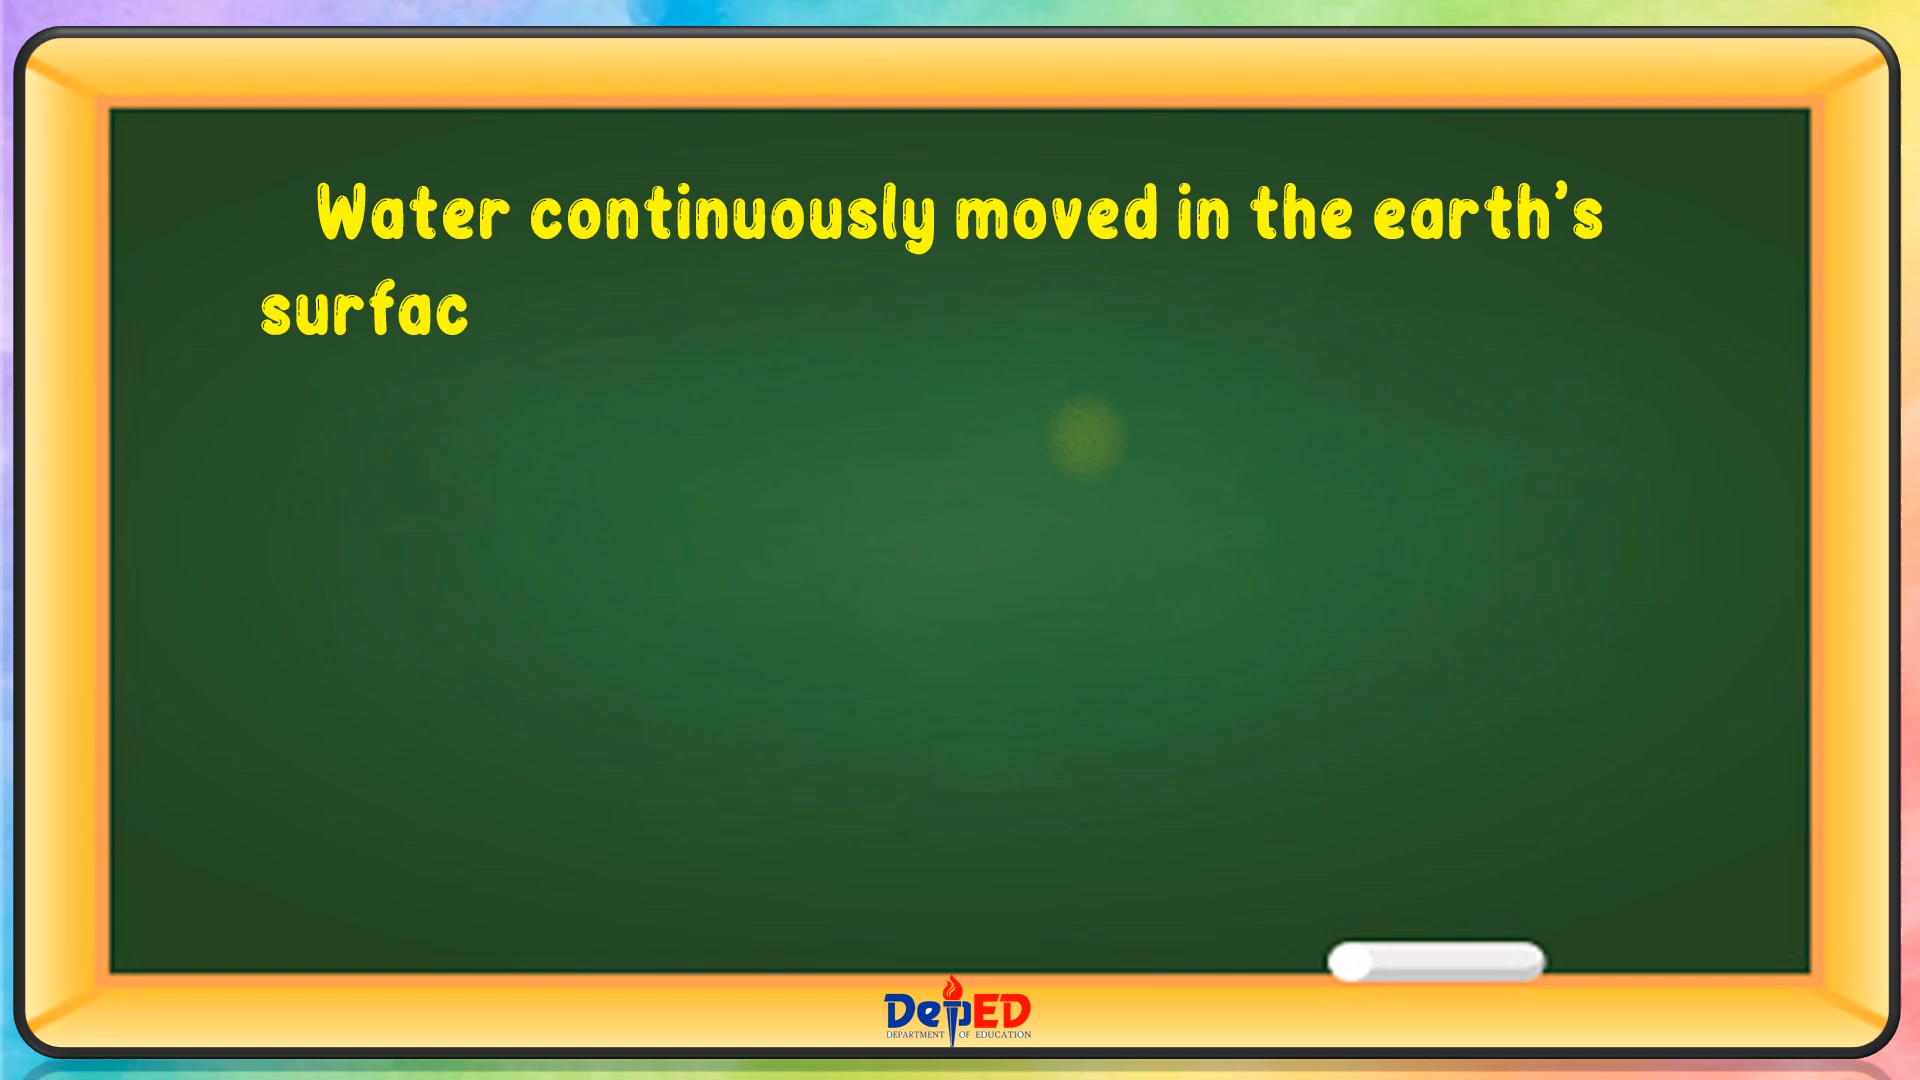 Water continuously moved in the earth's
surfac
DepED
DEPARTMENT OF EDUCATION